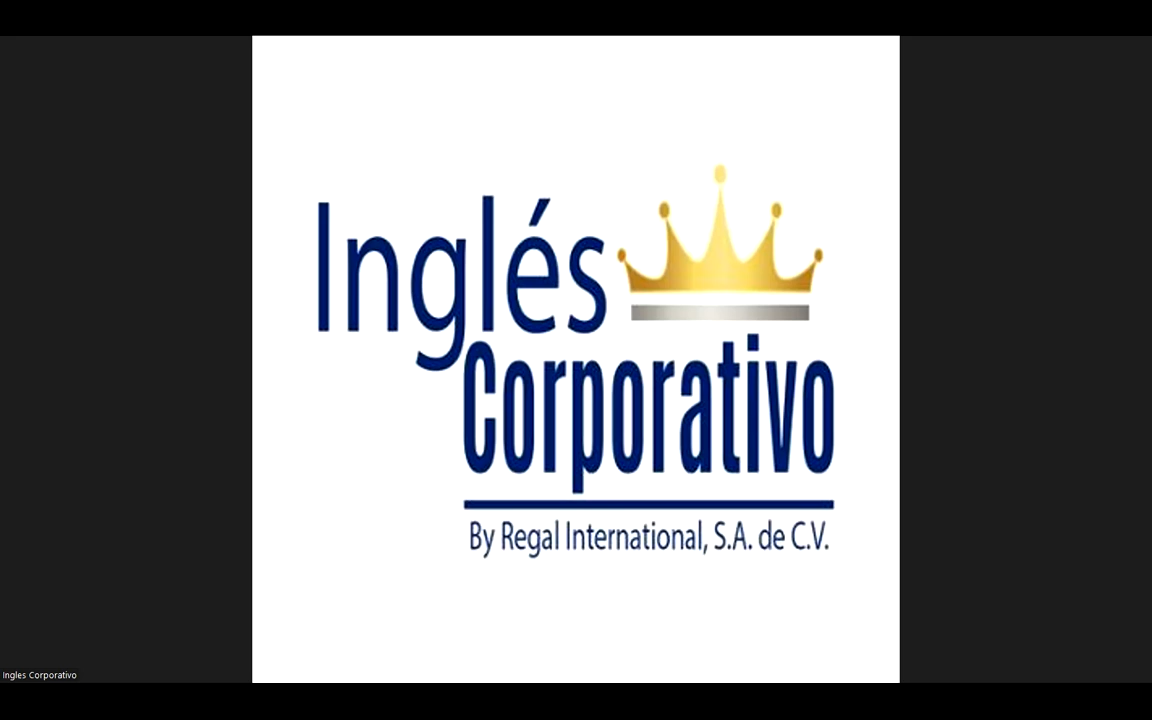 Inglés
Corporativo
By Regal International, S.A. de C.V.
Ingles Corporativo